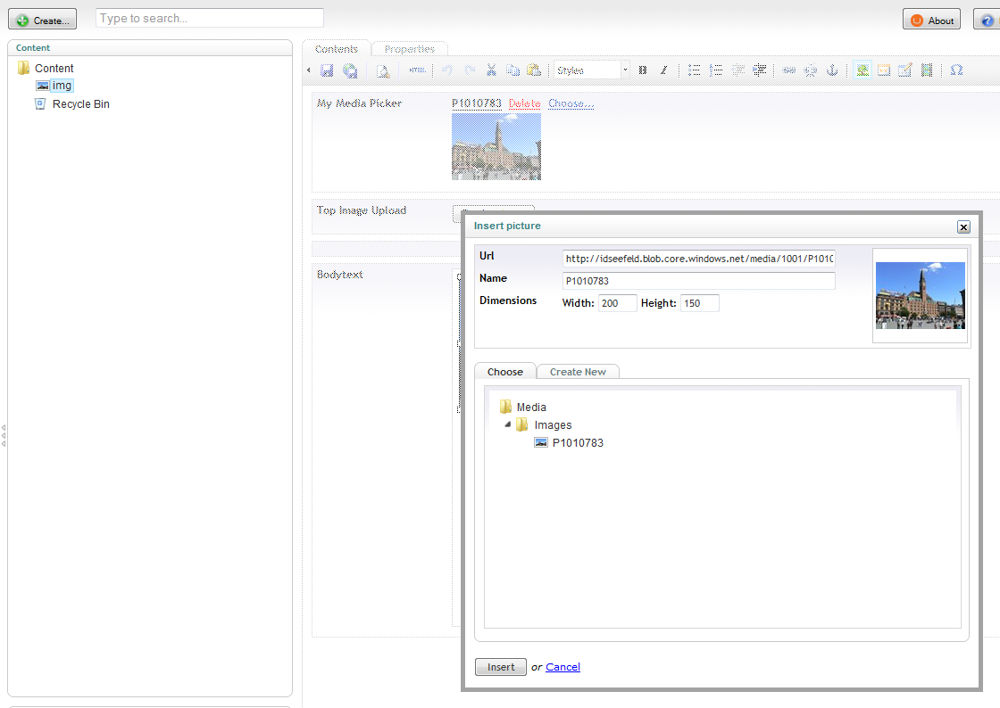 Create...
Type to search...
About
Content
Content
img
Recycle Bin
Contents
Properties
HTML
Styles
B I
My Media Picker
P1010783 Delete Choose...
Top Image Upload
Bodytext
Insert picture
Url
http://idseefeld.blob.core.windows.net/media/1001/P101(
Name
P1010783
Dimensions
Width: 200 Height: 150
Choose
Create New
Media
Images
P1010783
Insert or Cancel